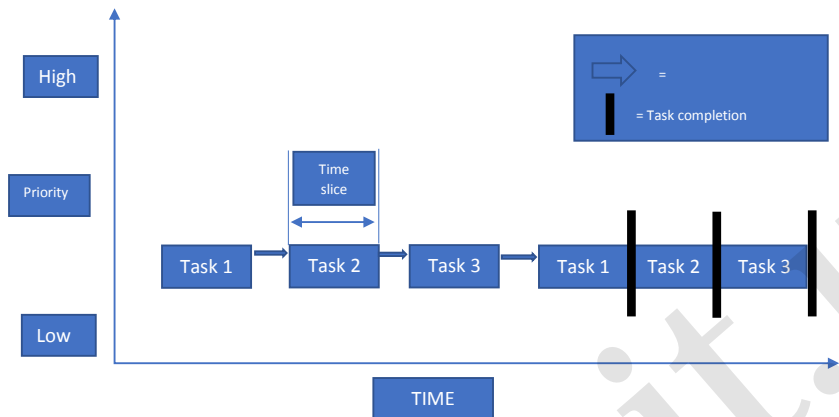 High
=
= Task completion
Time
slice
Priority
Task 1
Task 2
Task 3
Task 1
Task 2
Task 3
Low
TIME